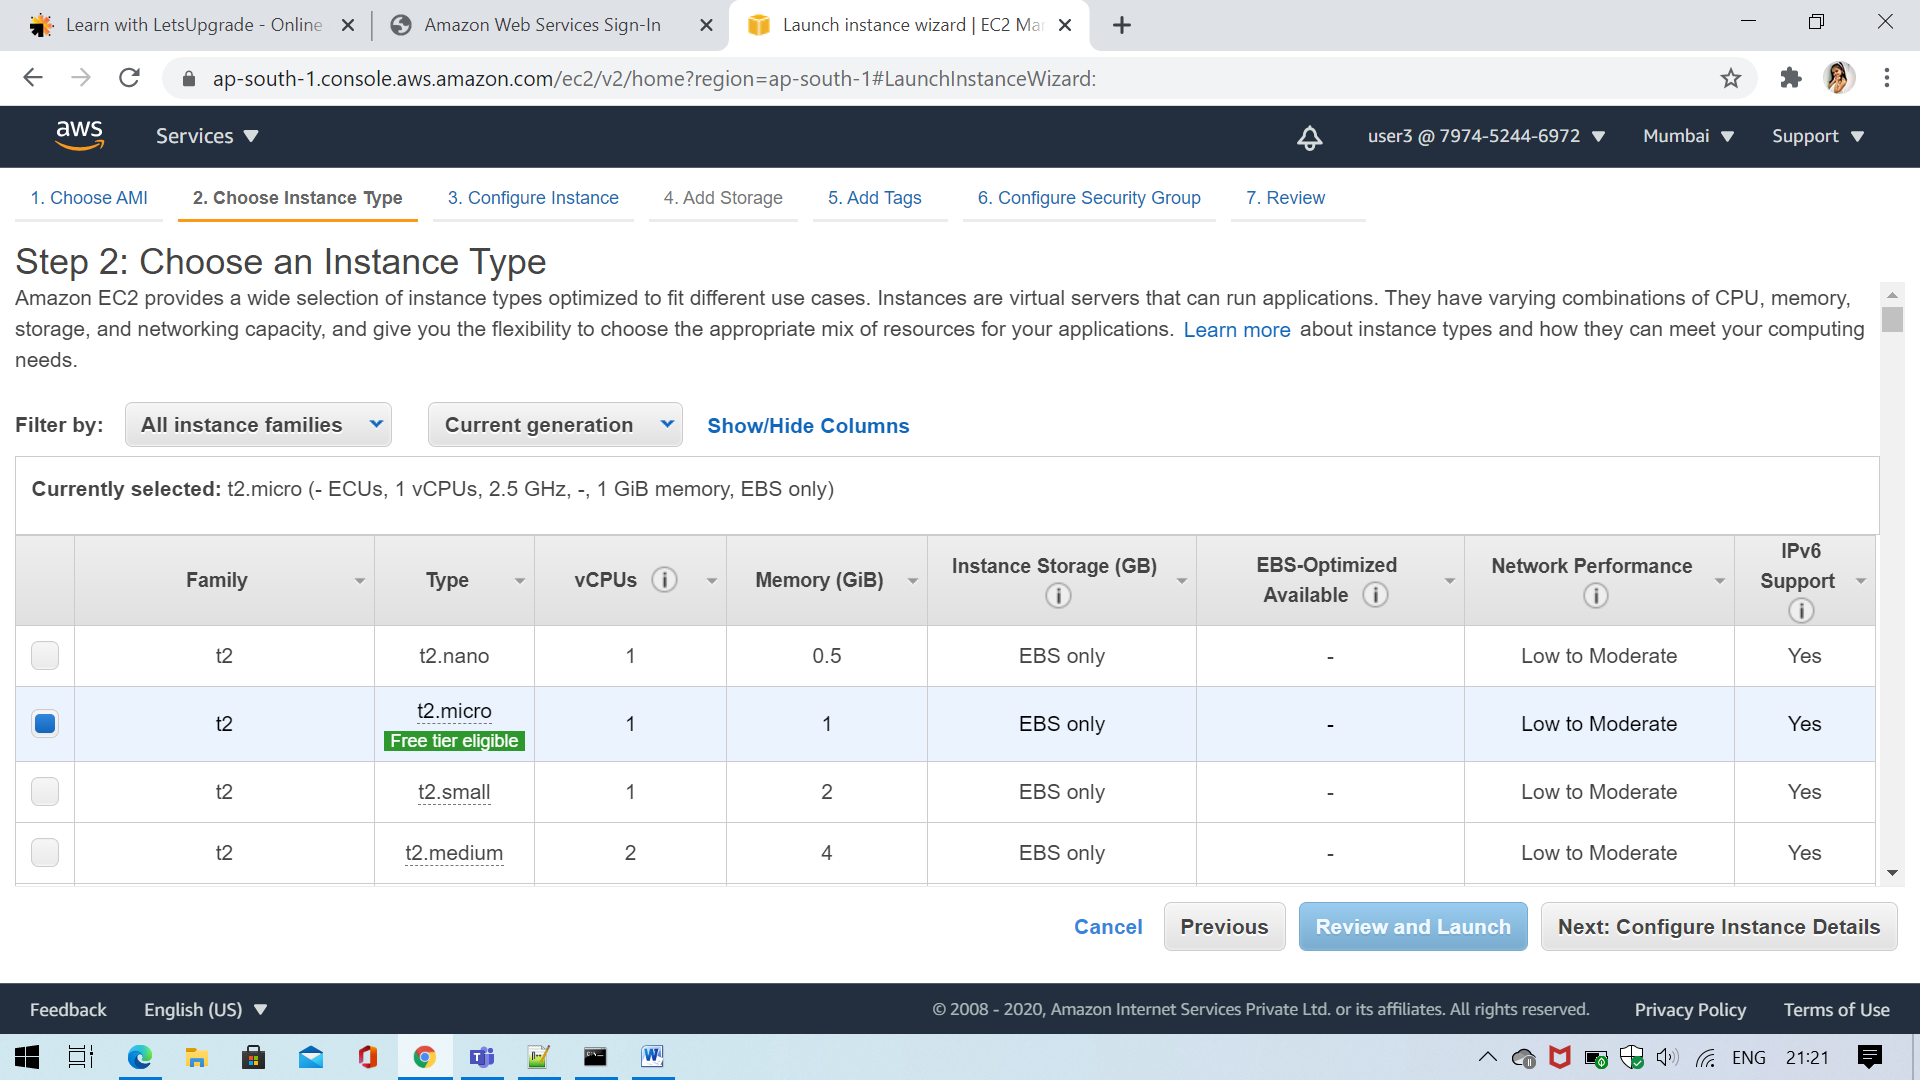 Learn with LetsUpgrade - Online
Amazon Web Services Sign-In
Launch instance wizard | EC2 Mar
ap-south-1.console.aws.amazon.com/ec2/v2/home?region=ap-south-1#LaunchInstanceWizard:
aws
Services
user3 @ 7974-5244-6972
Mumbai
Support
1. Choose AMI
2. Choose Instance Type
3. Configure Instance
4. Add Storage
5. Add Tags
6. Configure Security Group
7. Review
Step 2: Choose an Instance Type
Amazon EC2 provides a wide selection of instance types optimized to fit different use cases. Instances are virtual servers that can run applications. They have varying combinations of CPU, memory,
storage, and networking capacity, and give you the flexibility to choose the appropriate mix of resources for your applications. Learn more about instance types and how they can meet your computing
needs.
Filter by:
All instance families
Current generation
Show/Hide Columns
Currently selected: t2.micro (- ECUs, 1 vCPUs, 2.5 GHz, -, 1 GiB memory, EBS only)
Family
Type
vCPUs
Memory (GiB)
Instance Storage (GB)
EBS-Optimized
Available
Network Performance
IPv6
Support
t2 t2.nano 1 0.5 EBS only - Low to Moderate Yes
t2 t2.micro 1 1 EBS only - Low to Moderate Yes
Free tier eligible
t2 t2.small 1 2 EBS only - Low to Moderate Yes
t2 t2.medium 2 4 EBS only - Low to Moderate Yes
Cancel
Previous
Review and Launch
Next: Configure Instance Details
Feedback
English (US)
© 2008 - 2020, Amazon Internet Services Private Ltd. or its affiliates. All rights reserved.
Privacy Policy
Terms of Use
ENG
21:21